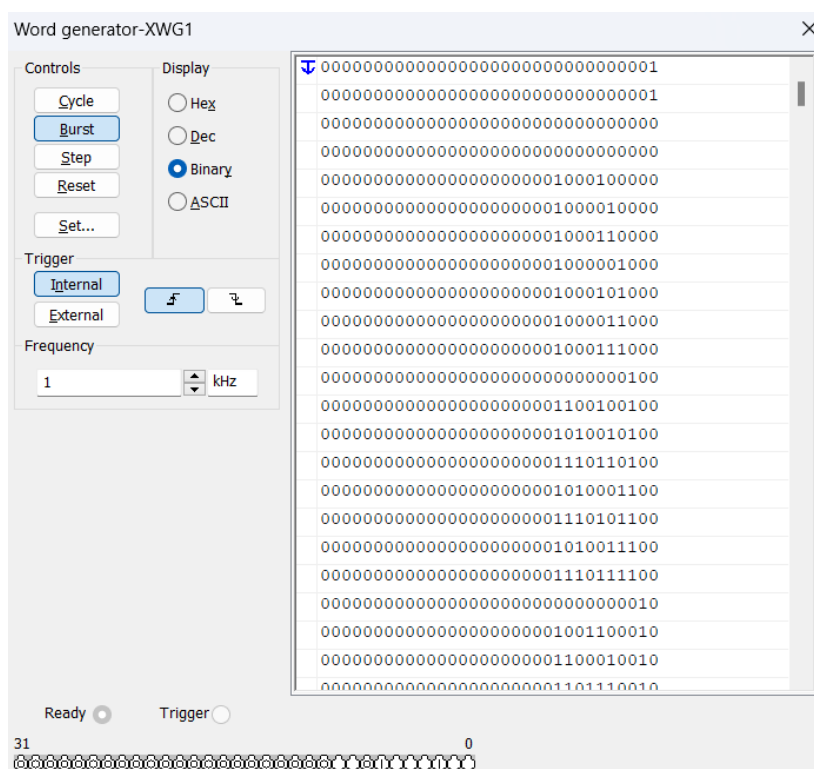 Word generator-XWG1
Controls
Display
Cycle
Burst
Step
Reset
Set...
Hex
Dec
Binary
ASCII
Trigger
Internal
External
Frequency
1 kHz
00000000000000000000000000000001
00000000000000000000000000000001
00000000000000000000000000000000
00000000000000000000000000000000
00000000000000000000001000100000
00000000000000000000001000010000
00000000000000000000001000110000
00000000000000000000001000001000
00000000000000000000001000101000
00000000000000000000001000011000
00000000000000000000001000111000
00000000000000000000000000000100
00000000000000000000001100100100
00000000000000000000001010010100
00000000000000000000001110110100
00000000000000000000001010001100
00000000000000000000001110101100
00000000000000000000001010011100
00000000000000000000001110111100
00000000000000000000000000000010
00000000000000000000001001100010
00000000000000000000001100010010
00000000000000000000001101110010
Ready
Trigger
31 0